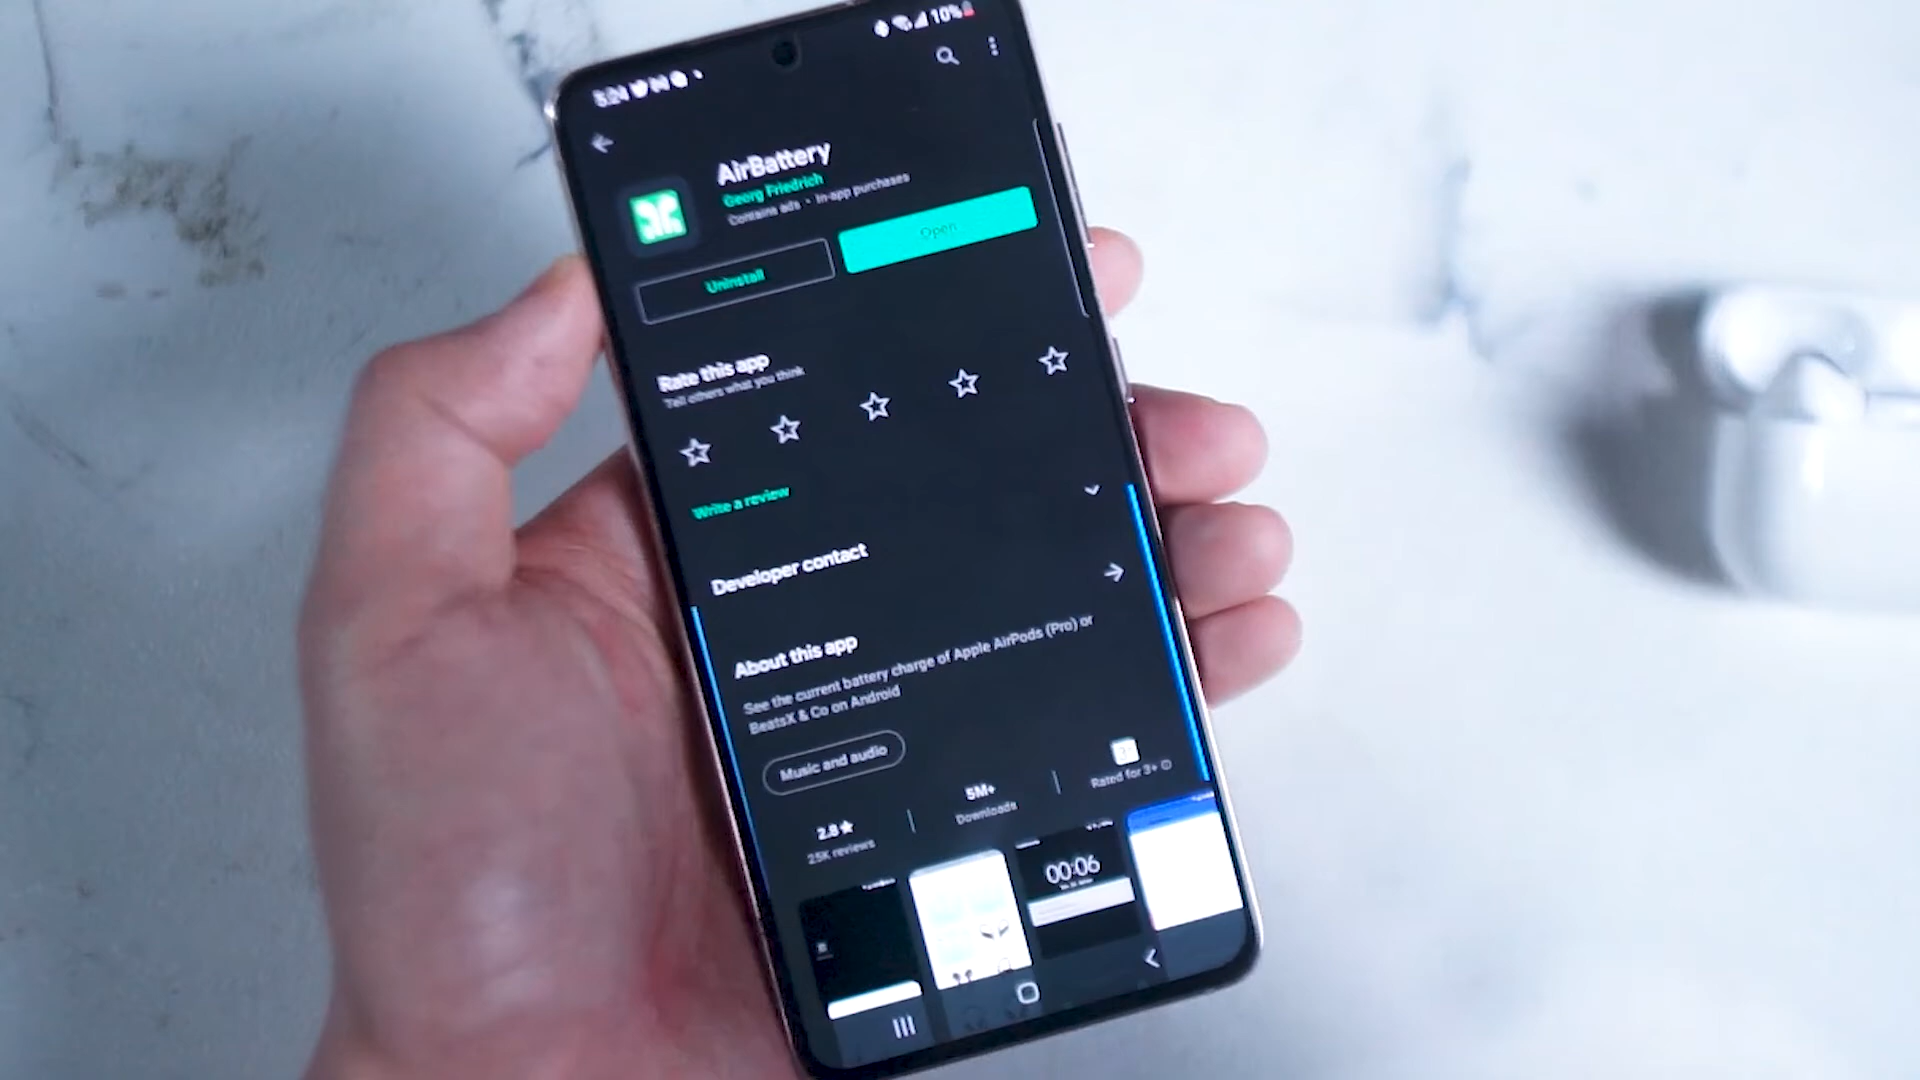 5:24
10%
AirBattery
Georg Friedrich
Contains ads • In-app purchases
Uninstall
Open
Rate this app
Tell others what you think
Write a review
Developer contact
About this app
See the current battery charge of Apple AirPods (Pro) or
BeatsX & Co on Android
Music and audio
2.8★
5M+
Downloads
25K reviews
Rated for 3+
00:06